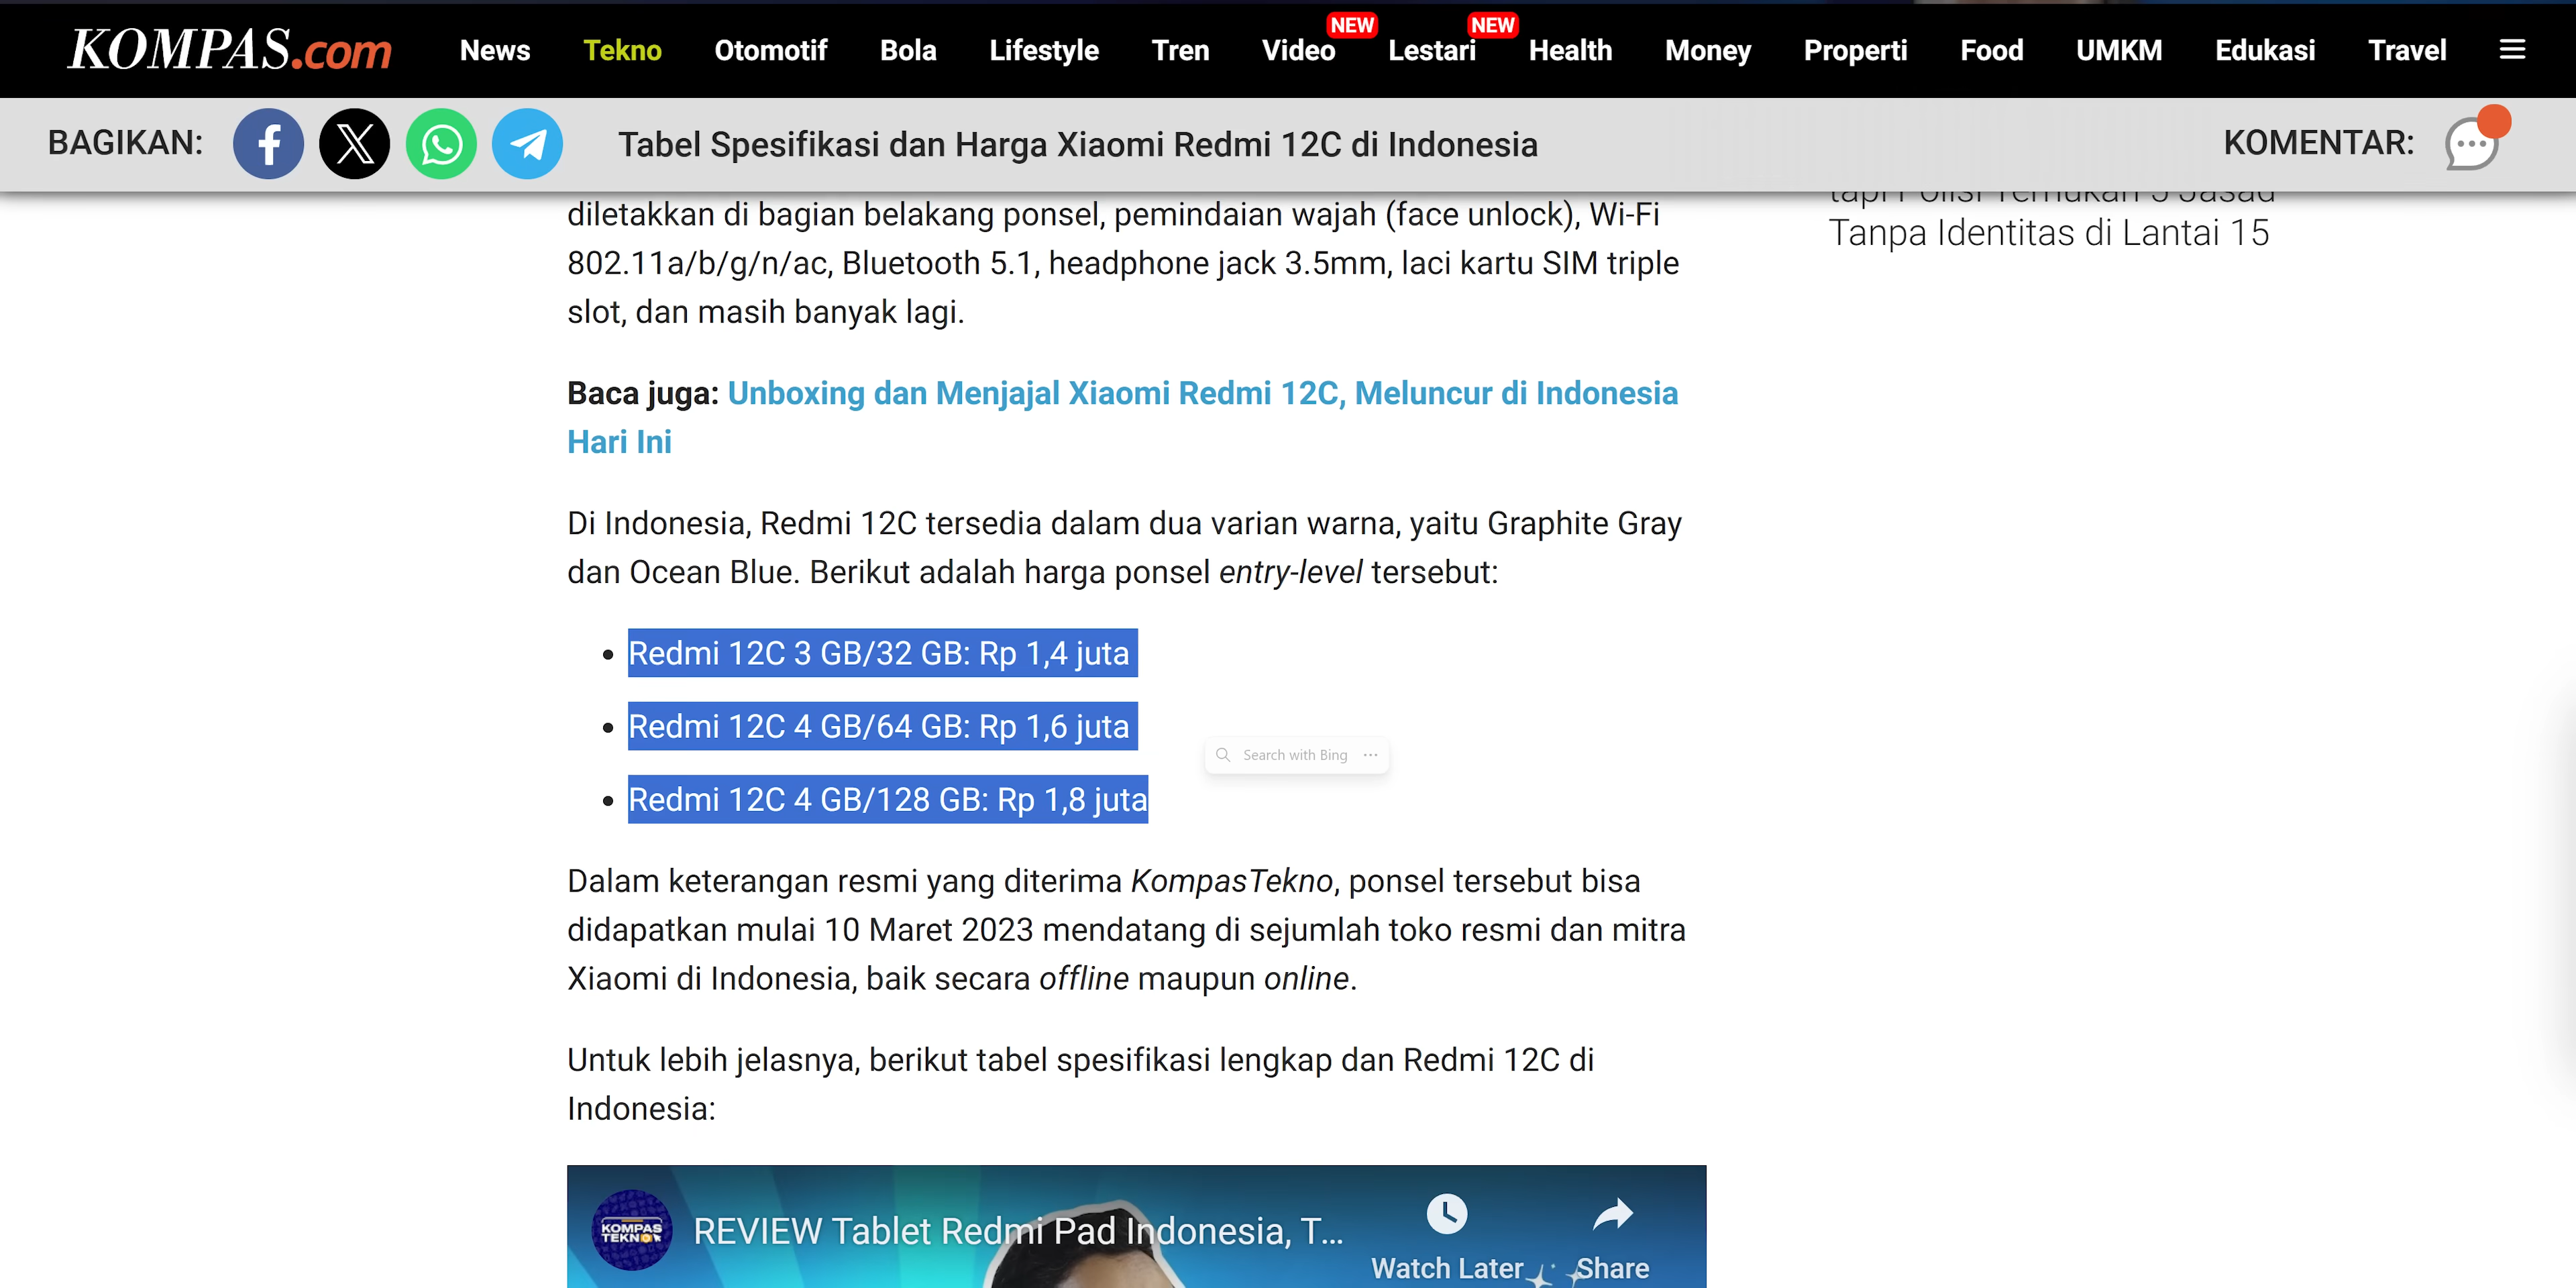 KOMPAS.com News Tekno Otomotif Bola Lifestyle Tren Video NEW Lestari NEW Health Money Properti Food UMKM Edukasi Travel
BAGIKAN: Tabel Spesifikasi dan Harga Xiaomi Redmi 12C di Indonesia KOMENTAR:
diletakkan di bagian belakang ponsel, pemindaian wajah (face unlock), Wi-Fi
802.11a/b/g/n/ac, Bluetooth 5.1, headphone jack 3.5mm, laci kartu SIM triple
slot, dan masih banyak lagi.
Baca juga: Unboxing dan Menjajal Xiaomi Redmi 12C, Meluncur di Indonesia
Hari Ini
Di Indonesia, Redmi 12C tersedia dalam dua varian warna, yaitu Graphite Gray
dan Ocean Blue. Berikut adalah harga ponsel entry-level tersebut:
• Redmi 12C 3 GB/32 GB: Rp 1,4 juta
• Redmi 12C 4 GB/64 GB: Rp 1,6 juta
• Redmi 12C 4 GB/128 GB: Rp 1,8 juta
Search with Bing
Dalam keterangan resmi yang diterima KompasTekno, ponsel tersebut bisa
didapatkan mulai 10 Maret 2023 mendatang di sejumlah toko resmi dan mitra
Xiaomi di Indonesia, baik secara offline maupun online.
Untuk lebih jelasnya, berikut tabel spesifikasi lengkap dan Redmi 12C di
Indonesia:
KOMPAS
TEKNO
REVIEW Tablet Redmi Pad Indonesia, T...
Watch Later
Share
Tanpa Identitas di Lantai 15